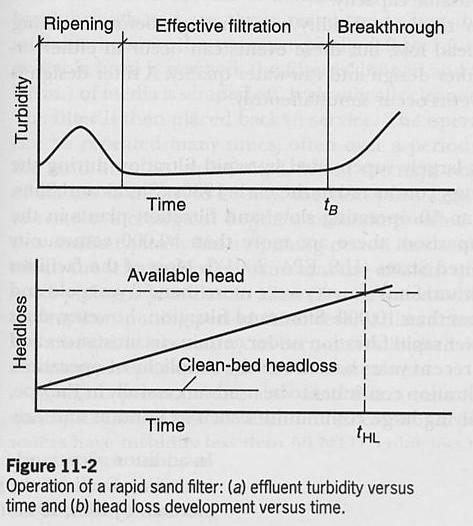 Ripening Effective filtration Breakthrough
Turbidity
Time
t_B
Available head
Headloss
Clean-bed headloss
Time
t_HL
Figure 11-2
Operation of a rapid sand filter: (a) effluent turbidity versus
time and (b) head loss development versus time.